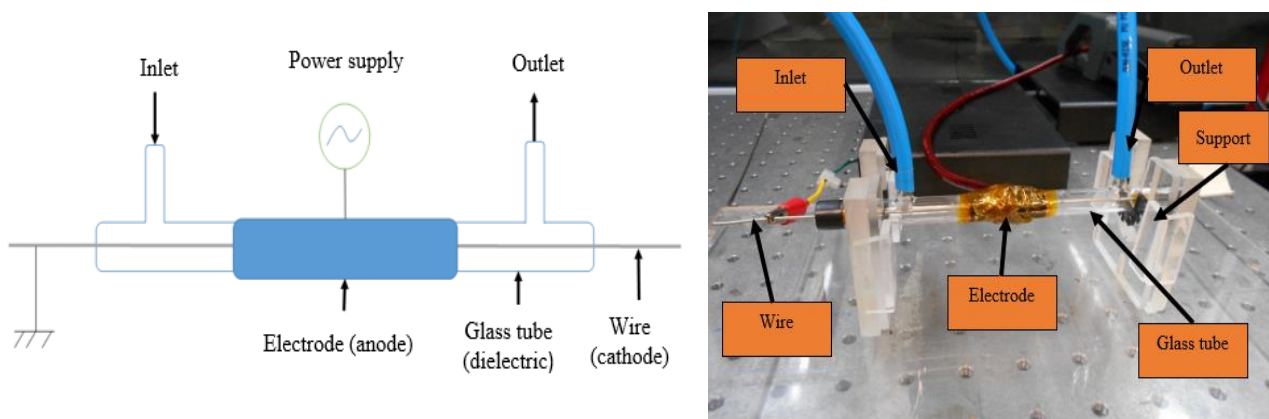 Inlet
Power supply
Outlet
Electrode (anode)
Glass tube
(dielectric)
Wire
(cathode)
Inlet
Outlet
Support
Wire
Electrode
Glass tube